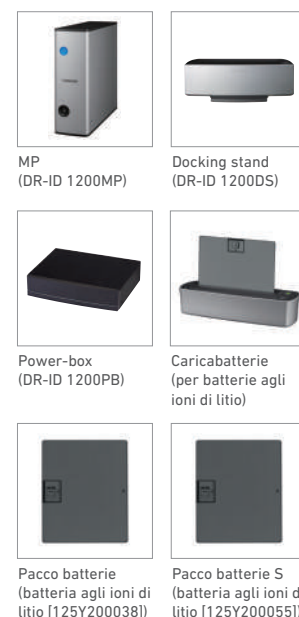 MP
(DR-ID 1200MP)
Docking stand
(DR-ID 1200DS)
Power-box
(DR-ID 1200PB)
Caricabatterie
(per batterie agli
ioni di litio)
Pacco batterie
(batteria agli ioni di
litio [125Y200038])
Pacco batterie S
(batteria agli ioni d
litio [125Y200055])